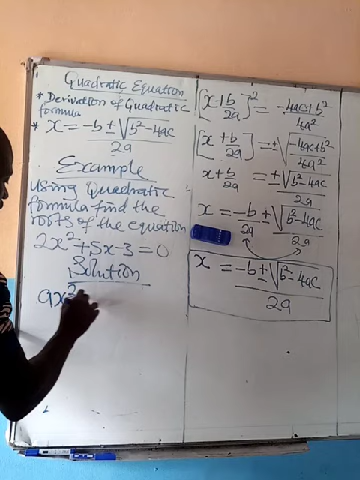 Quadratic Equation
* Derivation of Quadratic
formula
* x = -b ± √b² - 4ac
2a
Example
Using Quadratic
formula find the
roots of the equation
2x² + 5x - 3 = 0
Solution
ax²
[x + b/2a]² = -4ac + b²/4a²
[x + b/2a] = ± √-4ac + b²/4a²
x + b/2a = ± √b² - 4ac/2a
x = -b/2a ± √b² - 4ac/2a
x = -b ± √b² - 4ac
2a